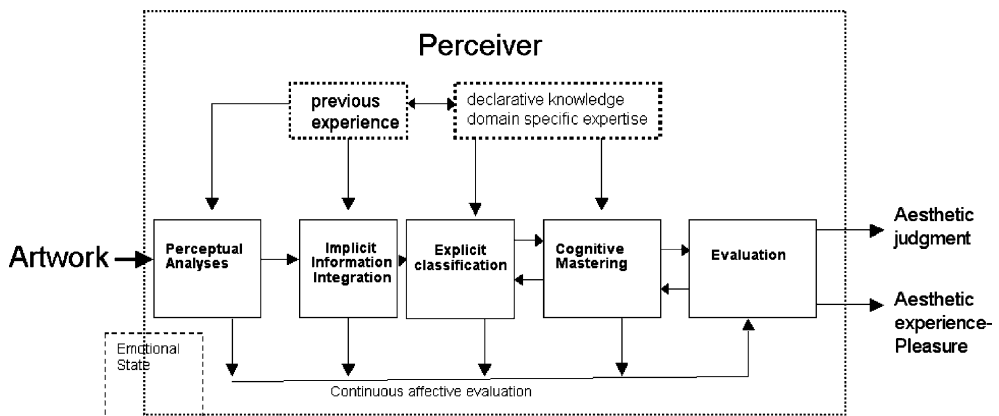 Perceiver
previous
experience
declarative knowledge
domain specific expertise
Artwork
Perceptual
Analyses
Implicit
Information
Integration
Explicit
classification
Cognitive
Mastering
Evaluation
Aesthetic
judgment
Aesthetic
experience-
Pleasure
Emotional
State
Continuous affective evaluation